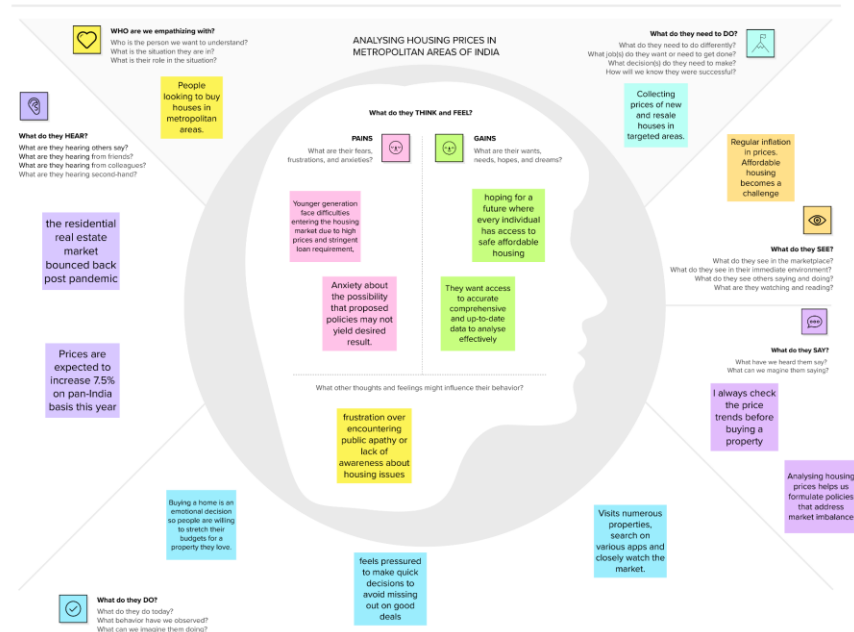 WHO are we empathizing with?
Who is the person we want to understand?
What is the situation they are in?
What is their role in the situation?
ANALYSING HOUSING PRICES IN
METROPOLITAN AREAS OF INDIA
What do they need to DO?
What do they need to do differently?
What job(s) do they want or need to get done?
What decision(s) do they need to make?
How will we know they were successful?
People
looking to buy
houses in
metropolitan
areas.
Collecting
prices of new
and resale
houses in
targeted areas.
What do they HEAR?
What are they hearing others say?
What are they hearing from friends?
What are they hearing from colleagues?
What are they hearing second-hand?
the residential
real estate
market
bounced back
post pandemic
Prices are
expected to
increase 7.5%
on pan-India
basis this year
What do they THINK and FEEL?
PAINS
What are their fears,
frustrations, and anxieties?
GAINS
What are their wants,
needs, hopes, and dreams?
Younger generation
face difficulties
entering the housing
market due to high
prices and stringent
loan requirement,
hoping for a
future where
every individual
has access to
safe affordable
housing
Anxiety about
the possibility
that proposed
policies may not
yield desired
result.
They want access
to accurate
comprehensive
and up-to-date
data to analyse
effectively
What other thoughts and feelings might influence their behavior?
frustration over
encountering
public apathy or
lack of
awareness about
housing issues
Regular inflation
in prices.
Affordable
housing
becomes a
challenge
What do they SEE?
What do they see in the marketplace?
What do they see in their immediate environment?
What do they see others saying and doing?
What are they watching and reading?
What do they SAY?
What have we heard them say?
What can we magine them saying?
I always check
the price
trends before
buying a
property
Analysing housing
prices helps us
formulate policies
that address
market imbalance
Buying a home is an
emotional decision
so people are willing
to stretch their
budgets for a
property they love.
feels pressured
to make quick
decisions to
avoid missing
out on good
deals
Visits numerous
properties,
search on
various apps and
closely watch the
market.
What do they DO?
What do they do today?
What behavior have we observed?
What can we imagine them doing?